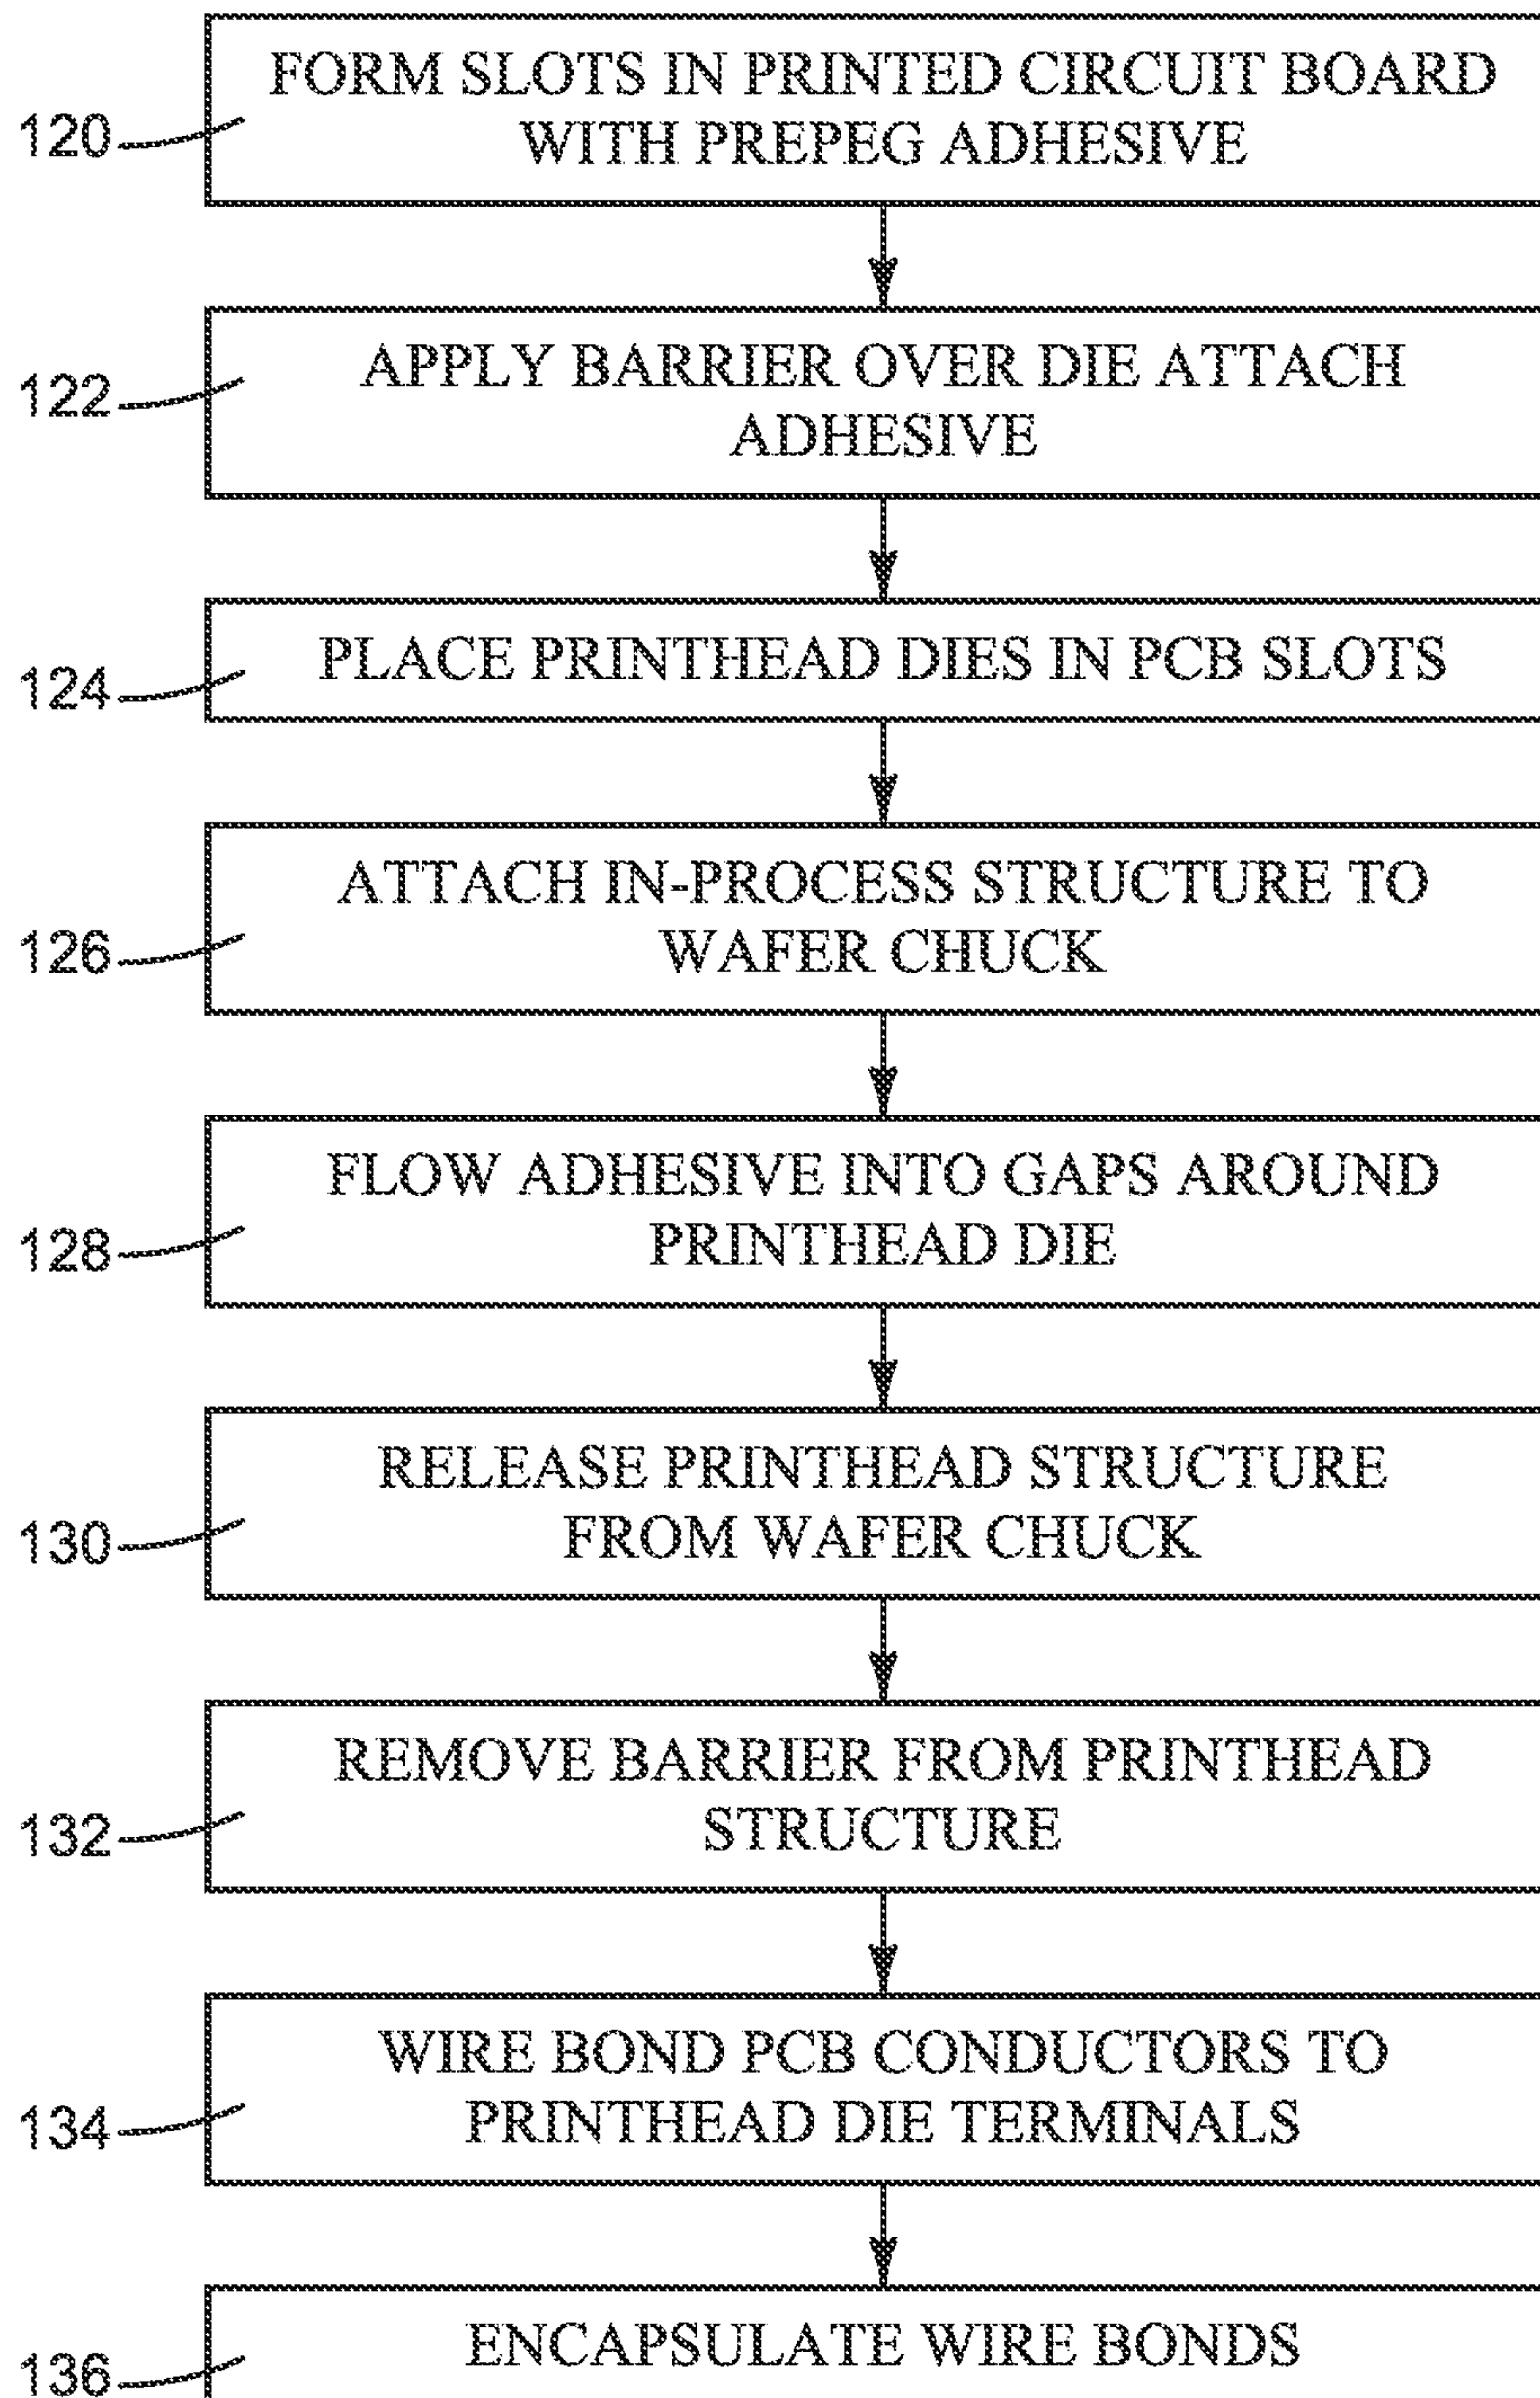 FORM SLOTS IN PRINTED CIRCUIT BOARD
WITH PREPEG ADHESIVE
120
APPLY BARRIER OVER DIE ATTACH
ADHESIVE
122
PLACE PRINTHEAD DIES IN PCB SLOTS
124
ATTACH IN-PROCESS STRUCTURE TO
WAFER CHUCK
126
FLOW ADHESIVE INTO GAPS AROUND
PRINTHEAD DIE
128
RELEASE PRINTHEAD STRUCTURE
FROM WAFER CHUCK
130
REMOVE BARRIER FROM PRINTHEAD
STRUCTURE
132
WIRE BOND PCB CONDUCTORS TO
PRINTHEAD DIE TERMINALS
134
ENCAPSULATE WIRE BONDS
136